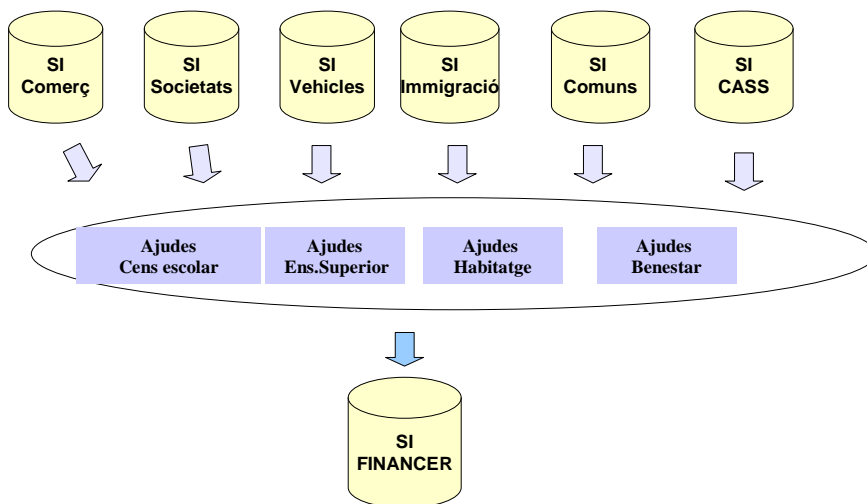 SI
Comerç
SI
Societats
SI
Vehicles
SI
Immigració
SI
Comuns
SI
CASS
Ajudes
Cens escolar
Ajudes
Ens.Superior
Ajudes
Habitatge
Ajudes
Benestar
SI
FINANCER